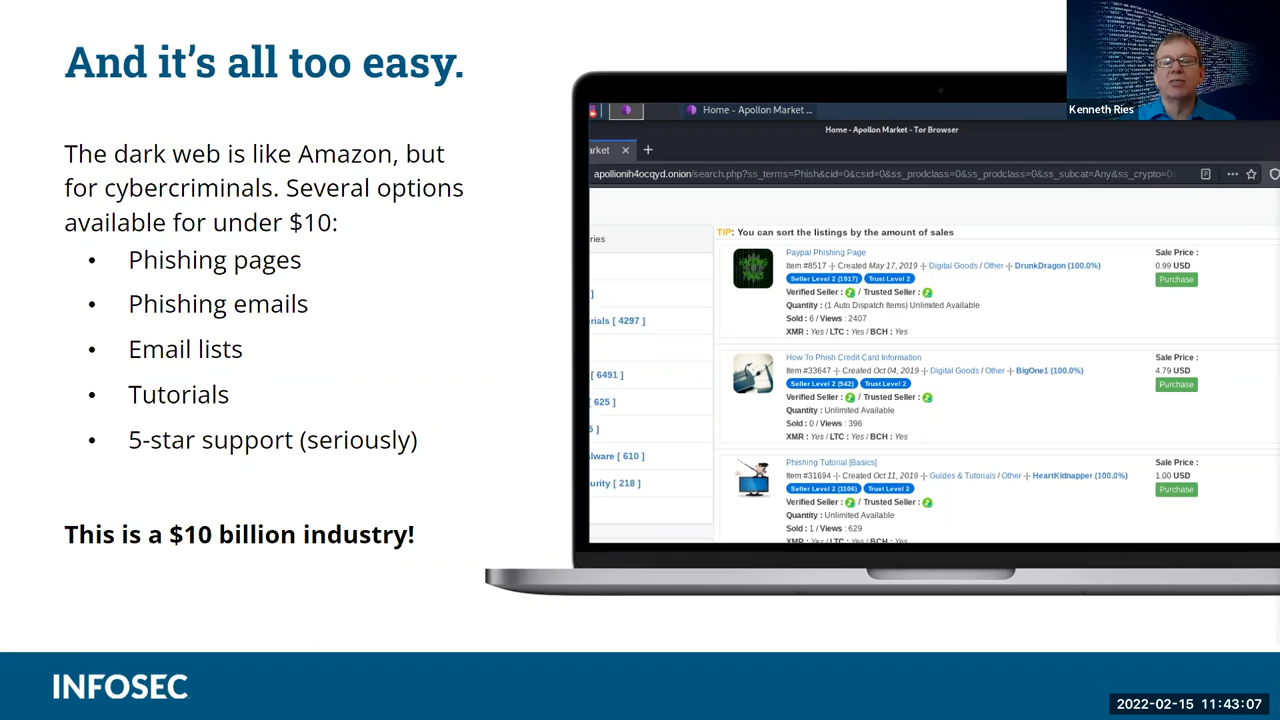 And it's all too easy.
The dark web is like Amazon, but
for cybercriminals. Several options
available for under $10:
• Phishing pages
• Phishing emails
• Email lists
• Tutorials
• 5-star support (seriously)
This is a $10 billion industry!
INFOSEC
Kenneth Ries
Home - Apollon Market ...
Home - Apollon Market - Tor Browser
arket
apollionih4ocqyd.onion/search.php?ss_terms=Phish&cid=0&csid=0&ss_prodclass=0&ss_prodclass=0&ss_subcat=Any&ss_crypto=0
ries
]
rials [ 4297 ]
[ 6491 ]
[ 625 ]
]
lware [ 610 ]
urity [ 218 ]
TIP: You can sort the listings by the amount of sales
Paypal Phishing Page
Item #8517 -|- Created May 17, 2019 -|- Digital Goods / Other -|- DrunkDragon (100.0%)
Seller Level 2 (1917) Trust Level 2
Verified Seller : / Trusted Seller :
Quantity : (1 Auto Dispatch Items) Unlimited Available
Sold : 6 / Views : 2407
XMR : Yes / LTC : Yes / BCH : Yes
Sale Price :
0.99 USD
Purchase
How To Phish Credit Card Information
Item #33647 -|- Created Oct 04, 2019 -|- Digital Goods / Other -|- BigOne1 (100.0%)
Seller Level 2 (942) Trust Level 2
Verified Seller : / Trusted Seller :
Quantity : Unlimited Available
Sold : 0 / Views : 396
XMR : Yes / LTC : Yes / BCH : Yes
Sale Price :
4.79 USD
Purchase
Phishing Tutorial [Basics]
Item #31694 -|- Created Oct 11, 2019 -|- Guides & Tutorials / Other -|- HeartKidnapper (100.0%)
Seller Level 2 (1106) Trust Level 2
Verified Seller : / Trusted Seller :
Quantity : Unlimited Available
Sold : 1 / Views : 629
XMR : Yes / LTC : Yes / BCH : Yes
Sale Price :
1.00 USD
Purchase
2022-02-15 11:43:07